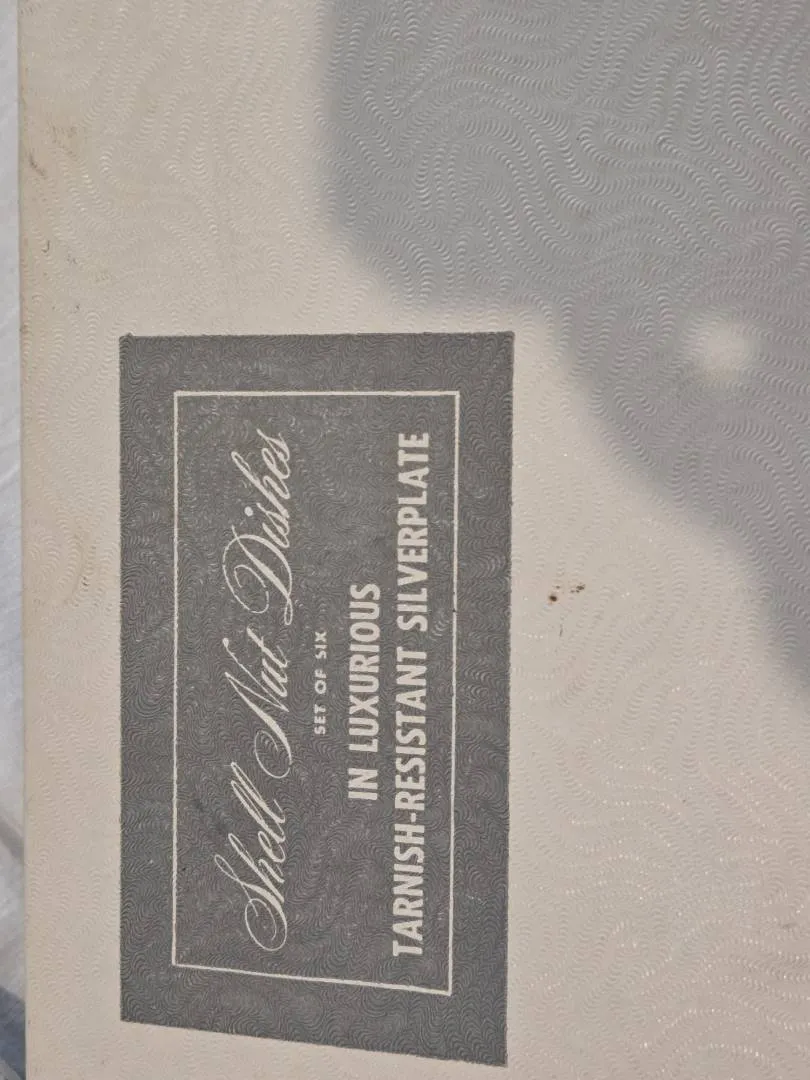 Shell Nut Dishes
SET OF SIX
IN LUXURIOUS
TARNISH-RESISTANT SILVERPLATE